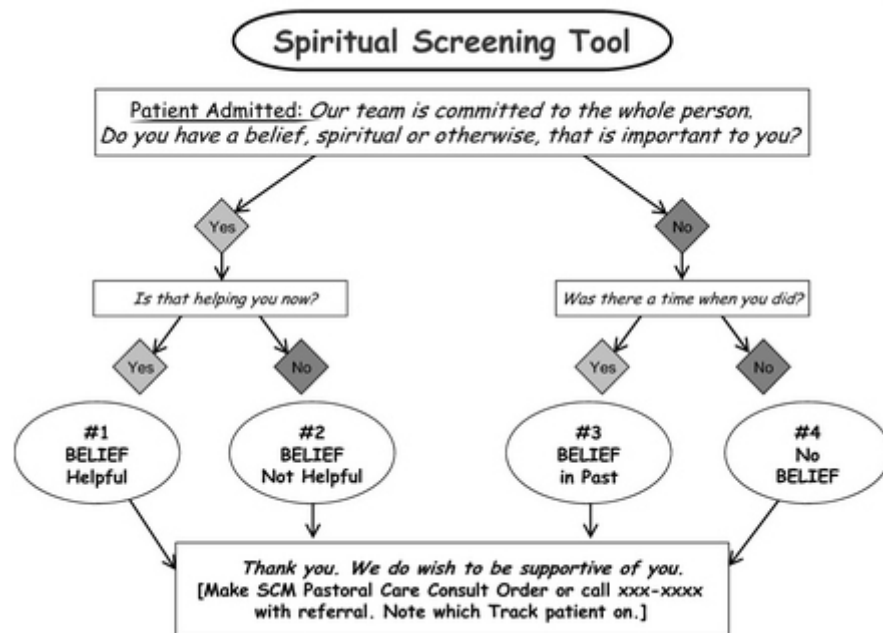 Spiritual Screening Tool
Patient Admitted: Our team is committed to the whole person.
Do you have a belief, spiritual or otherwise, that is important to you?
Yes
No
Is that helping you now?
Was there a time when you did?
Yes
No
Yes
No
#1
BELIEF
Helpful
#2
BELIEF
Not Helpful
#3
BELIEF
in Past
#4
No
BELIEF
Thank you. We do wish to be supportive of you.
[Make SCM Pastoral Care Consult Order or call xxx-xxxx
with referral. Note which Track patient on.]